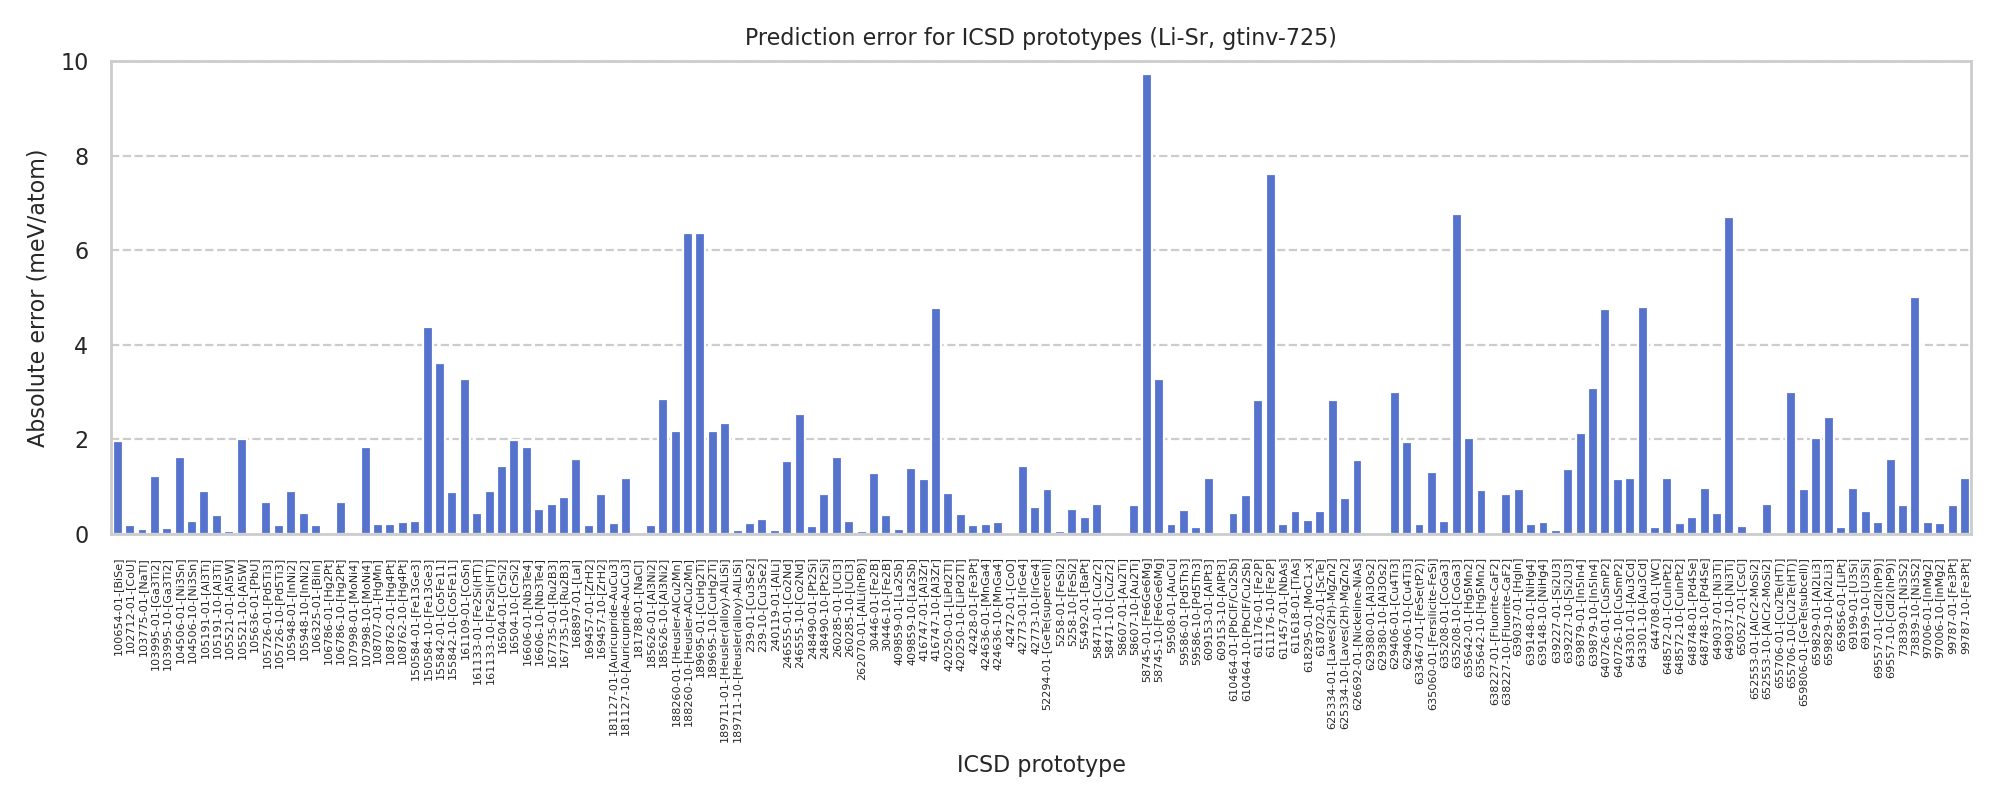 Prediction error for ICSD prototypes (Li-Sr, gtinv-725)
Absolute error (meV/atom)
10
8
6
4
2
0
100654-01-[BiSe]
102712-01-[CoU]
103775-01-[NaTl]
103995-01-[Ga3Ti2]
103995-10-[Ga3Ti2]
104506-01-[Ni3Sn]
104506-10-[Ni3Sn]
105191-01-[Al3Ti]
105191-10-[Al3Ti]
105521-01-[Al5W]
105521-10-[Al5W]
105636-01-[PbU]
105726-01-[Pd5Ti3]
105726-10-[Pd5Ti3]
105948-01-[InNi2]
105948-10-[InNi2]
106325-01-[BiIn]
106786-01-[Hg2Pt]
106786-10-[Hg2Pt]
107998-01-[MoNi4]
107998-10-[MoNi4]
108707-01-[HgMn]
108762-01-[Hg4Pt]
108762-10-[Hg4Pt]
150584-01-[Fe13Ge3]
150584-10-[Fe13Ge3]
155842-01-[Co5Fe11]
155842-10-[Co5Fe11]
161109-01-[CoSn]
161133-01-[Fe2Si(HT)]
161133-10-[Fe2Si(HT)]
16504-01-[CrSi2]
16504-10-[CrSi2]
16606-01-[Nb3Te4]
16606-10-[Nb3Te4]
167735-01-[Ru2B3]
167735-10-[Ru2B3]
168897-01-[LaI]
169457-01-[ZrH2]
169457-10-[ZrH2]
181127-01-[Auricupride-AuCu3]
181127-10-[Auricupride-AuCu3]
181788-01-[NaCl]
185626-01-[Al3Ni2]
185626-10-[Al3Ni2]
188260-01-[Heusler-AlCu2Mn]
188260-10-[Heusler-AlCu2Mn]
189695-01-[CuHg2Ti]
189695-10-[CuHg2Ti]
189711-01-[Heusler(alloy)-AlLiSi]
189711-10-[Heusler(alloy)-AlLiSi]
239-01-[Cu3Se2]
239-10-[Cu3Se2]
240119-01-[AlLi]
246555-01-[Co2Nd]
246555-10-[Co2Nd]
248490-01-[Pt2Si]
248490-10-[Pt2Si]
260285-01-[UCl3]
260285-10-[UCl3]
262070-01-[AlLi(hP8)]
30446-01-[Fe2B]
30446-10-[Fe2B]
409859-01-[La2Sb]
409859-10-[La2Sb]
416747-01-[Al3Zr]
416747-10-[Al3Zr]
420250-01-[LiPd2Tl]
420250-10-[LiPd2Tl]
42428-01-[Fe3Pt]
424636-01-[MnGa4]
424636-10-[MnGa4]
42472-01-[CoO]
42773-01-[IrGe4]
42773-10-[IrGe4]
52294-01-[GeTe(supercell)]
5258-01-[FeSi2]
5258-10-[FeSi2]
55492-01-[BaPt]
58471-01-[CuZr2]
58471-10-[CuZr2]
58607-01-[Au2Ti]
58607-10-[Au2Ti]
58745-01-[Fe6Ge6Mg]
58745-10-[Fe6Ge6Mg]
59508-01-[AuCu]
59586-01-[Pd5Th3]
59586-10-[Pd5Th3]
609153-01-[AlPt3]
609153-10-[AlPt3]
610464-01-[PbClF/Cu2Sb]
610464-10-[PbClF/Cu2Sb]
611176-01-[Fe2P]
611176-10-[Fe2P]
611457-01-[NbAs]
611618-01-[TiAs]
618295-01-[MoC1-x]
618702-01-[ScTe]
625334-01-[Laves(2H)-MgZn2]
625334-10-[Laves(2H)-MgZn2]
626692-01-[Nickeline-NiAs]
629380-01-[Al3Os2]
629380-10-[Al3Os2]
629406-01-[Cu4Ti3]
629406-10-[Cu4Ti3]
633467-01-[FeSe(tP2)]
635060-01-[Fersilicite-FeSi]
635208-01-[CoGa3]
635208-10-[CoGa3]
635642-01-[Hg5Mn2]
635642-10-[Hg5Mn2]
638227-01-[Fluorite-CaF2]
638227-10-[Fluorite-CaF2]
639037-01-[HgIn]
639148-01-[NiHg4]
639148-10-[NiHg4]
639227-01-[Si2U3]
639227-10-[Si2U3]
639879-01-[In5In4]
639879-10-[In5In4]
640726-01-[CuSmP2]
640726-10-[CuSmP2]
643301-01-[Au3Cd]
643301-10-[Au3Cd]
644708-01-[WC]
648572-01-[CuInPt2]
648572-10-[CuInPt2]
648748-01-[Pd4Se]
648748-10-[Pd4Se]
649037-01-[Ni3Ti]
649037-10-[Ni3Ti]
650527-01-[CsCl]
652553-01-[AlCr2-MoSi2]
652553-10-[AlCr2-MoSi2]
655706-01-[Cu2Te(HT)]
655706-10-[Cu2Te(HT)]
659806-01-[GeTe(subcell)]
659829-01-[Al2Li3]
659829-10-[Al2Li3]
659856-01-[LiPt]
69199-01-[U3Si]
69199-10-[U3Si]
69557-01-[CdI2(hP9)]
69557-10-[CdI2(hP9)]
73839-01-[Ni3S2]
73839-10-[Ni3S2]
97006-01-[InMg2]
97006-10-[InMg2]
99787-01-[Fe3Pt]
99787-10-[Fe3Pt]
ICSD prototype